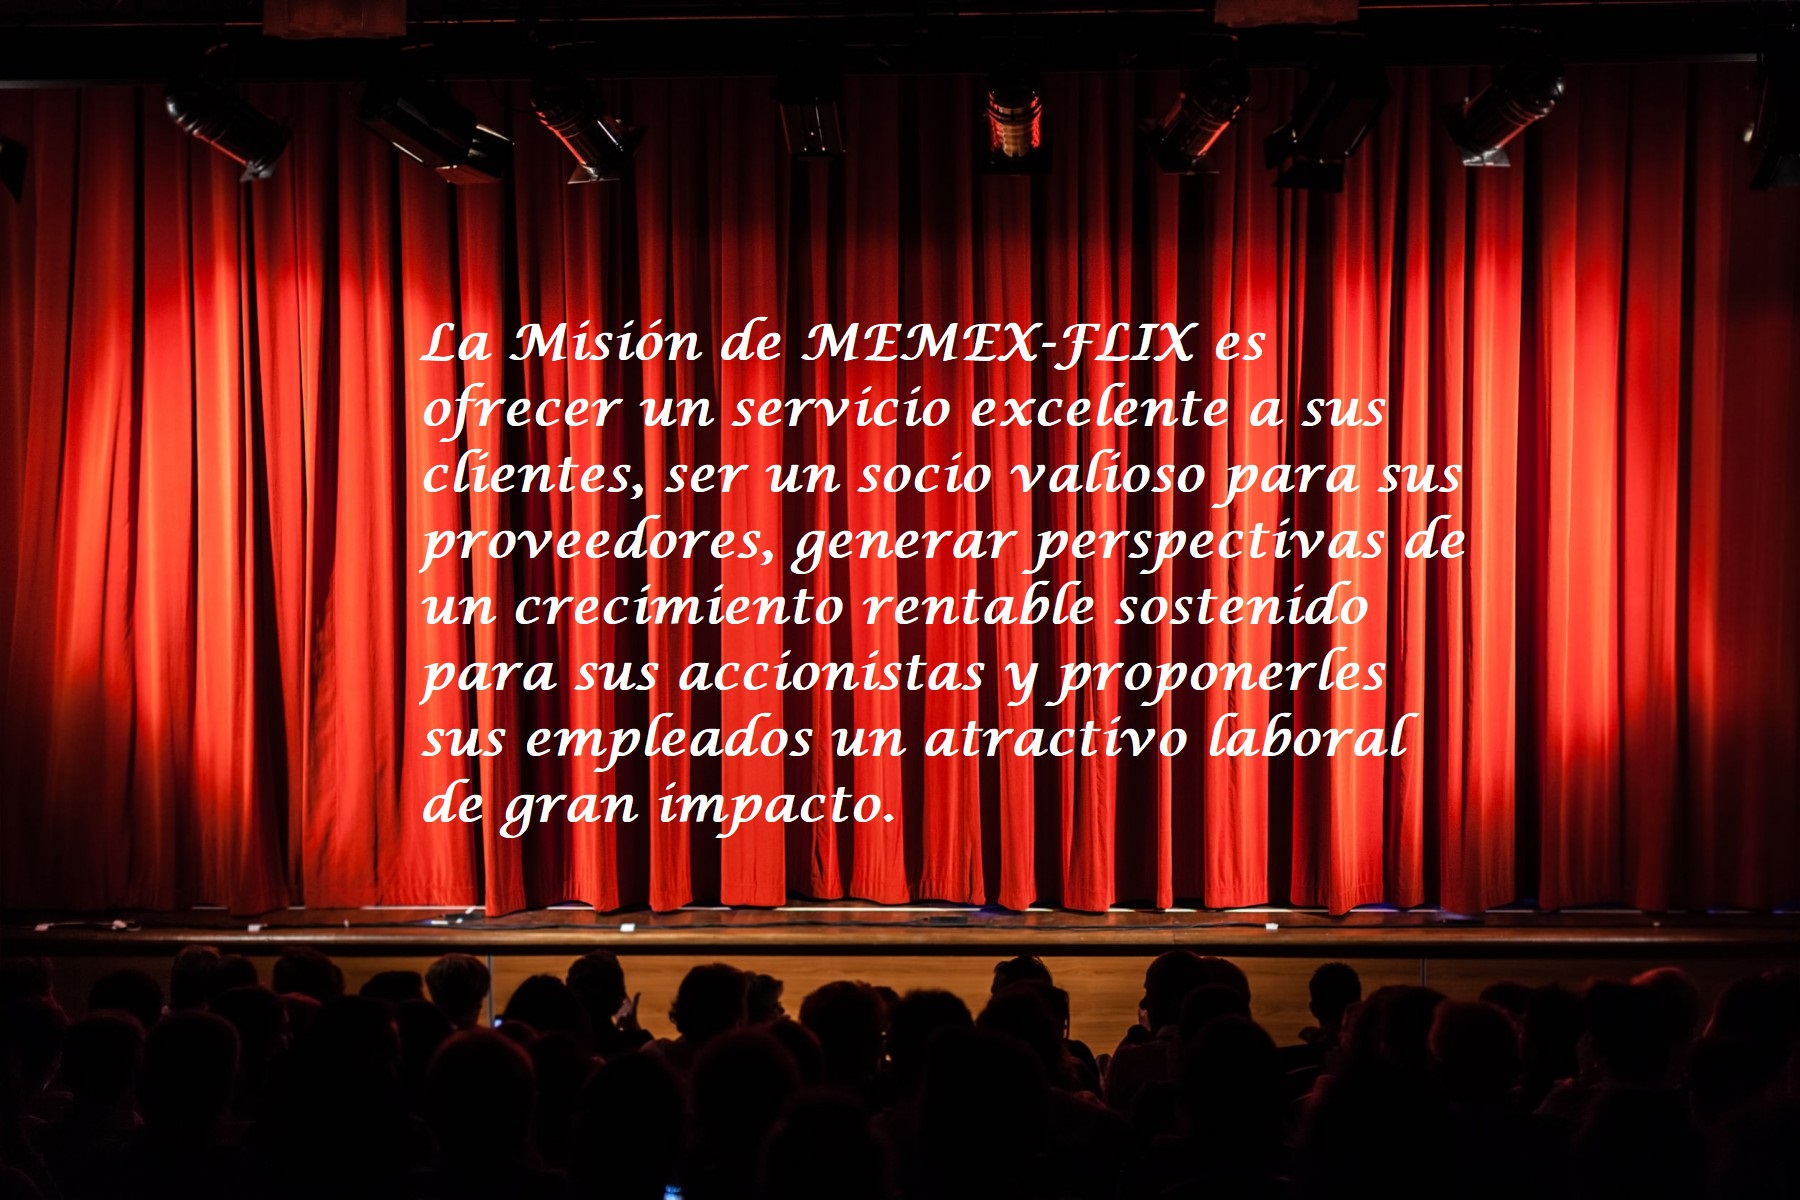 La Misión de MEMEX-FLIX es
ofrecer un servicio excelente a sus
clientes, ser un socio valioso para sus
proveedores, generar perspectivas de
un crecimiento rentable sostenido
para sus accionistas y proponerles
sus empleados un atractivo laboral
de gran impacto.